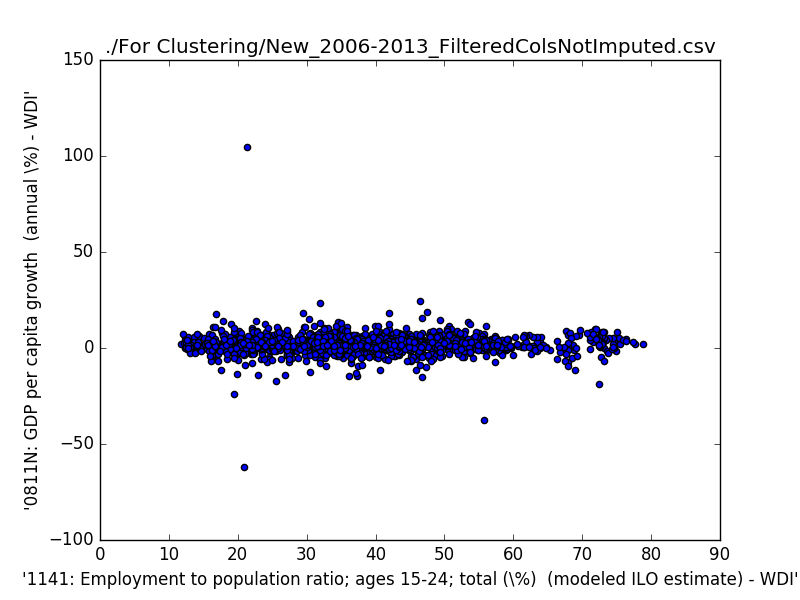 ./For Clustering/New_2006-2013_FilteredColsNotImputed.csv
150
100
50
0
−50
−100
'0811N: GDP per capita growth  (annual \%) - WDI'
0 10 20 30 40 50 60 70 80 90
'1141: Employment to population ratio; ages 15-24; total (\%)  (modeled ILO estimate) - WDI'